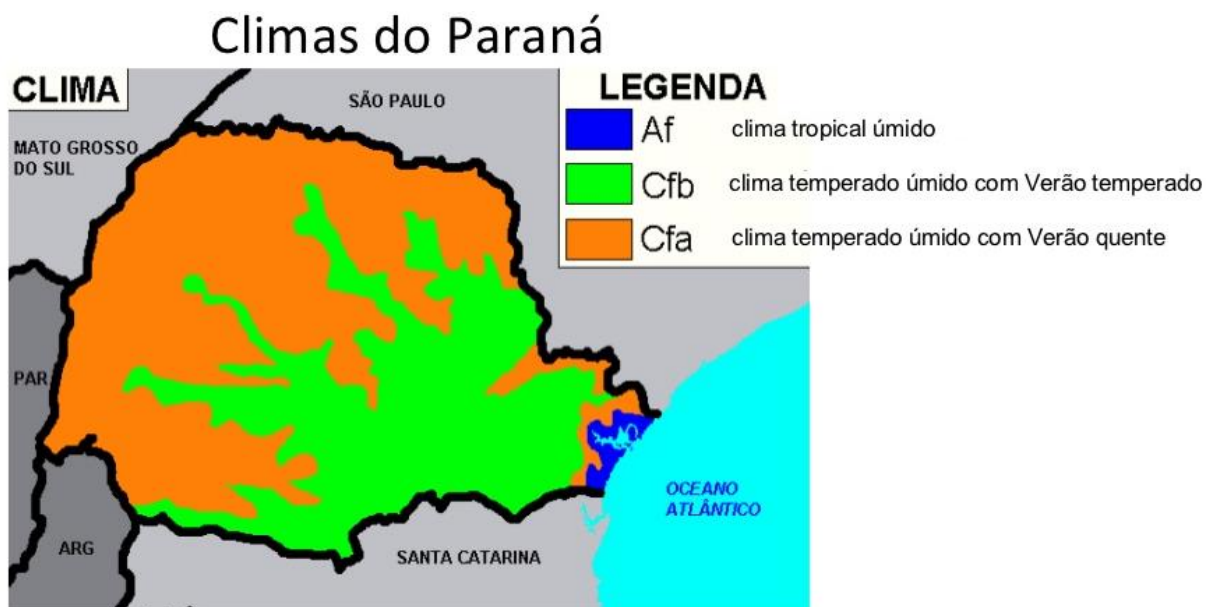 Climas do Paraná
CLIMA
LEGENDA
SÃO PAULO
Af clima tropical úmido
MATO GROSSO
DO SUL
Cfb clima temperado úmido com Verão temperado
Cfa clima temperado úmido com Verão quente
PAR
OCEANO
ATLÂNTICO
ARG
SANTA CATARINA